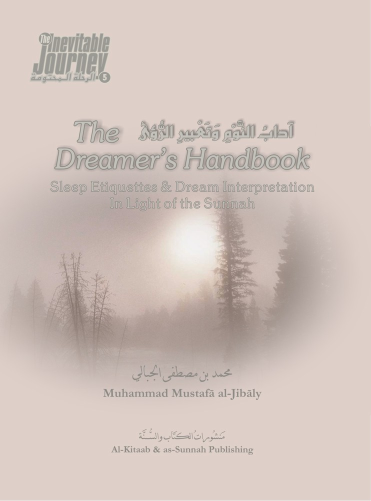 The Inevitable
Journey
الرحلة المحتومة 5
The آداب النوم وتعبير الرؤى
Dreamer's Handbook
Sleep Etiquettes & Dream Interpretation
In Light of the Sunnah
محمد بن مصطفى الجبالي
Muhammad Mustafā al-Jibāly
منشورات الكتاب والسنة
Al-Kitaab & as-Sunnah Publishing